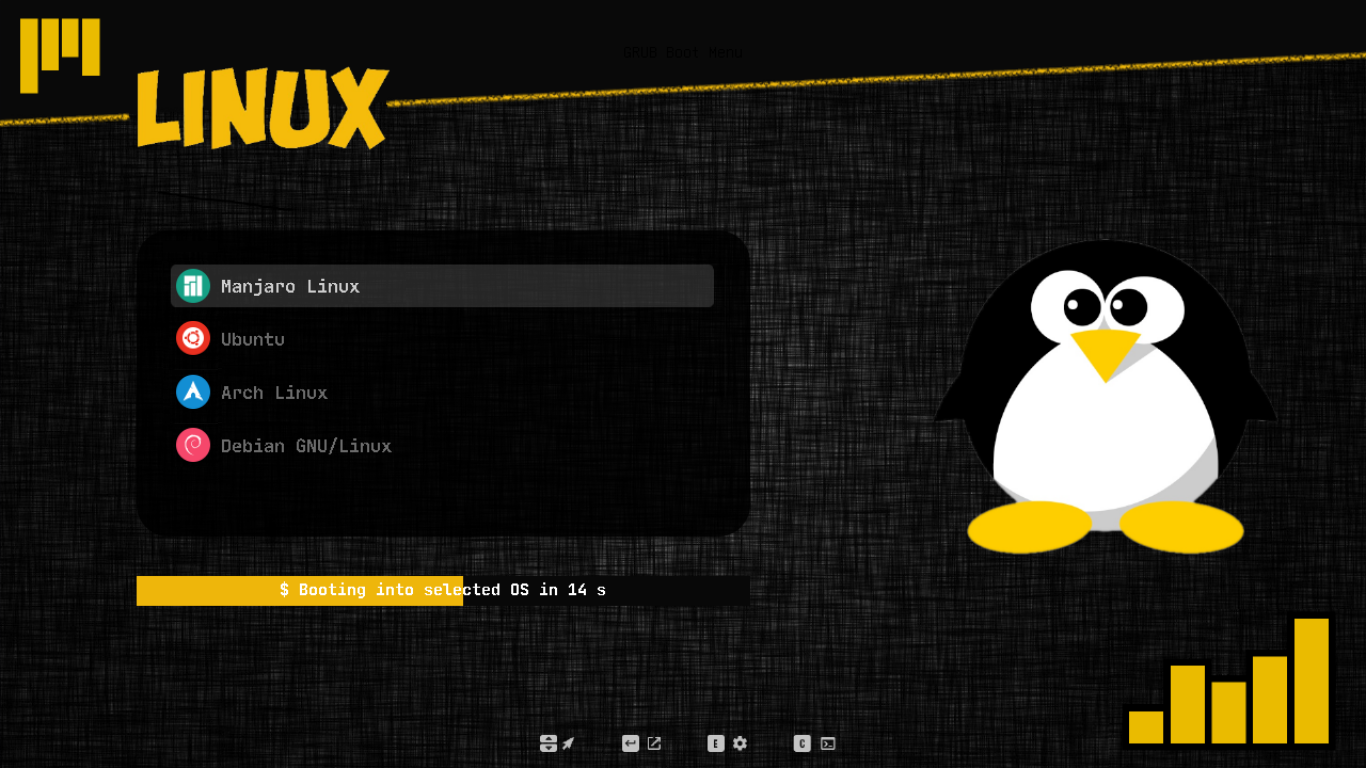 GRUB Boot Menu
LINUX
Manjaro Linux
Ubuntu
Arch Linux
Debian GNU/Linux
$ Booting into selected OS in 14 s
E
C